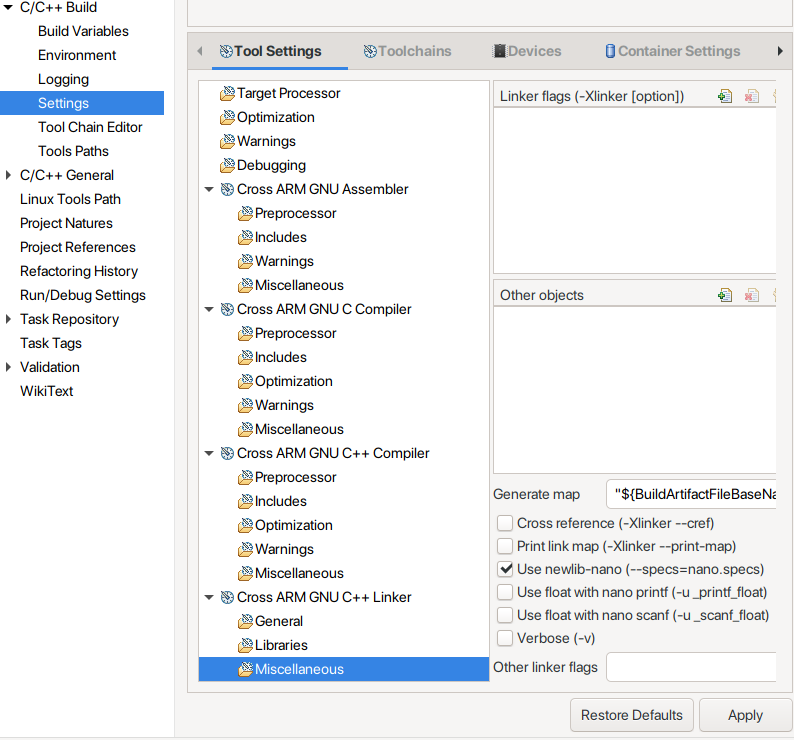 C/C++ Build
Build Variables
Environment
Logging
Settings
Tool Chain Editor
Tools Paths
C/C++ General
Linux Tools Path
Project Natures
Project References
Refactoring History
Run/Debug Settings
Task Repository
Task Tags
Validation
WikiText
Tool Settings
Toolchains
Devices
Container Settings
Target Processor
Optimization
Warnings
Debugging
Cross ARM GNU Assembler
Preprocessor
Includes
Warnings
Miscellaneous
Cross ARM GNU C Compiler
Preprocessor
Includes
Optimization
Warnings
Miscellaneous
Cross ARM GNU C++ Compiler
Preprocessor
Includes
Optimization
Warnings
Miscellaneous
Cross ARM GNU C++ Linker
General
Libraries
Miscellaneous
Linker flags (-Xlinker [option])
Other objects
Generate map "${BuildArtifactFileBaseNa
Cross reference (-Xlinker --cref)
Print link map (-Xlinker --print-map)
Use newlib-nano (--specs=nano.specs)
Use float with nano printf (-u _printf_float)
Use float with nano scanf (-u _scanf_float)
Verbose (-v)
Other linker flags
Restore Defaults
Apply